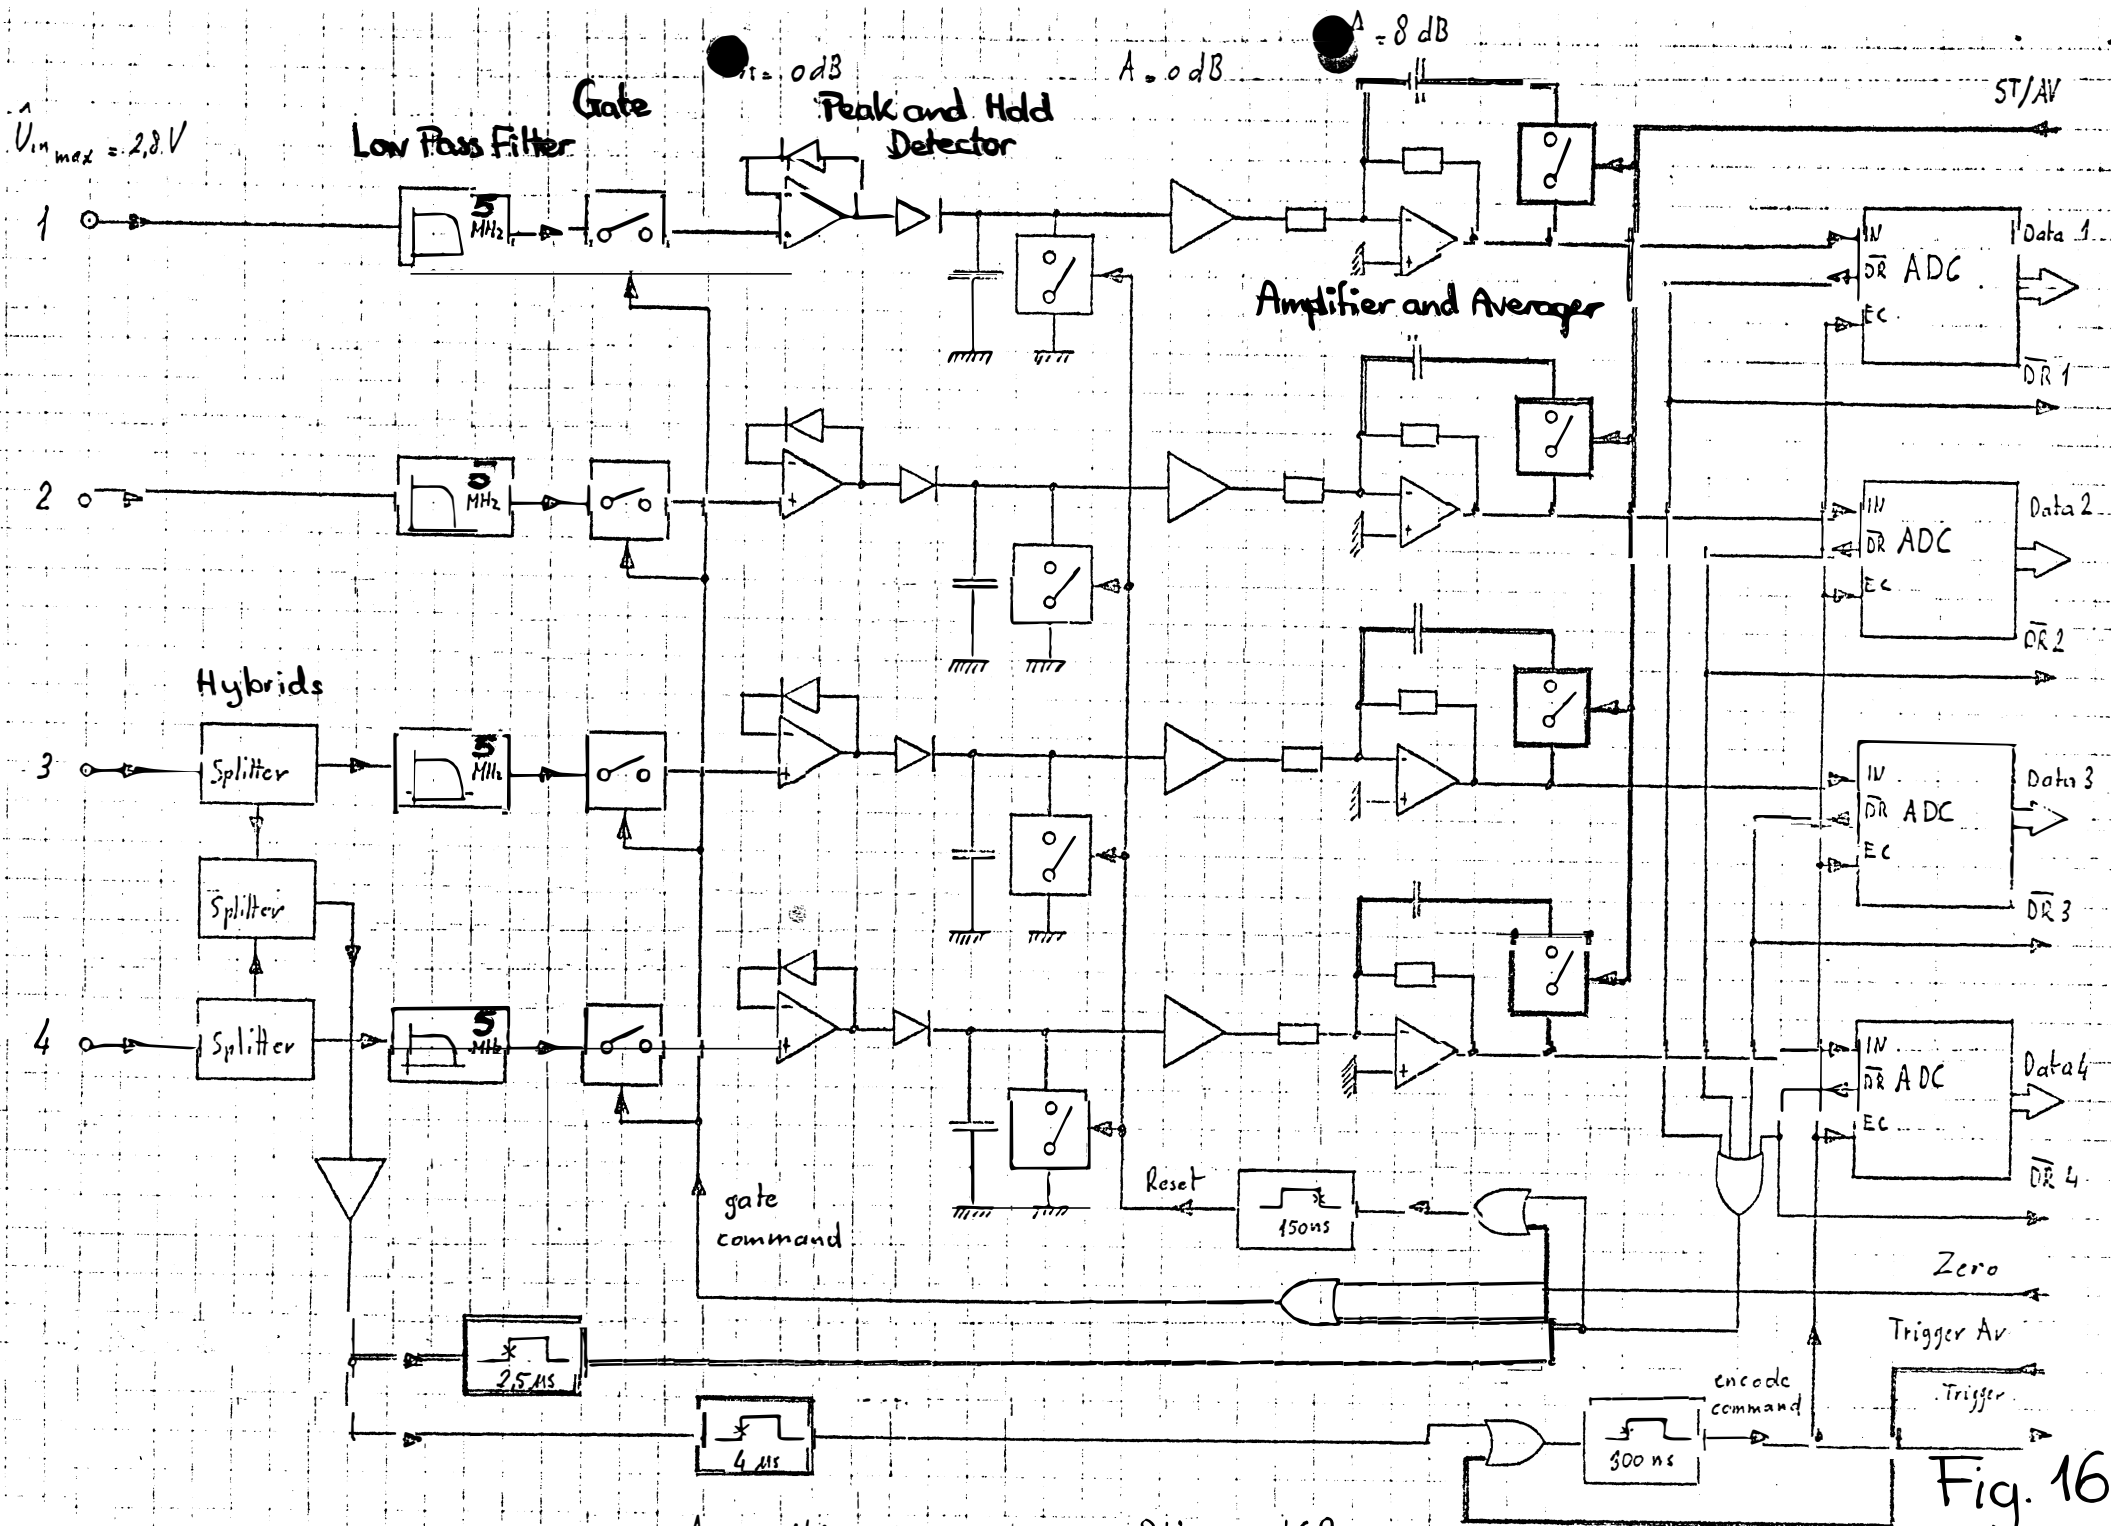 = 0dB
A = 0dB
= 8 dB
ST/AV
Gate
Peak and Hold
Detector
Low Pass Filter
Û in max = 2,8 V
1
5
MHz
-
+
-
+
IN
DR
ADC
EC
Data 1
DR 1
Amplifier and Averager
2
5
MHz
-
+
-
+
IN
DR
ADC
EC
Data 2
DR 2
Hybrids
3
Splitter
5
MHz
-
+
-
+
IN
DR
ADC
EC
Data 3
DR 3
Splitter
4
Splitter
5
MHz
-
+
-
+
IN
DR
ADC
EC
Data 4
DR 4
gate
command
Reset
150ns
Zero
Trigger Av
Trigger
2,5 µs
4 µs
300 ns
encode
command
Fig. 16